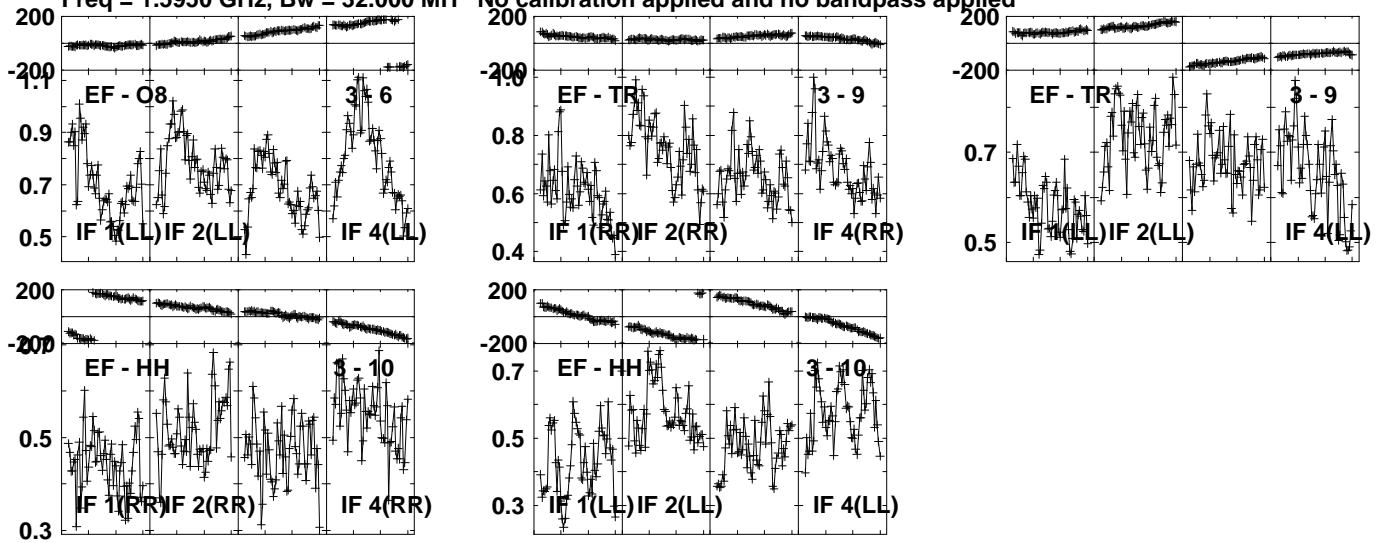 Freq = 1.5950 GHz, Bw = 32.000 MH No calibration applied and no bandpass applied
200 200 200
-200 -200 -200
1.1 1.0
EF - O8 3 - 6 EF - TR 3 - 9 EF - TR 3 - 9
0.9 0.8 0.7
0.7 0.6
0.5 0.4 0.5
IF 1(LL) IF 2(LL) IF 4(LL) IF 1(RR) IF 2(RR) IF 4(RR) IF 1(LL) IF 2(LL) IF 4(LL)
200 200
-200 -200
0.7
EF - HH 3 - 10 EF - HH 3 - 10
0.7
0.5 0.5
0.3 0.3
IF 1(RR) IF 2(RR) IF 4(RR) IF 1(LL) IF 2(LL) IF 4(LL)